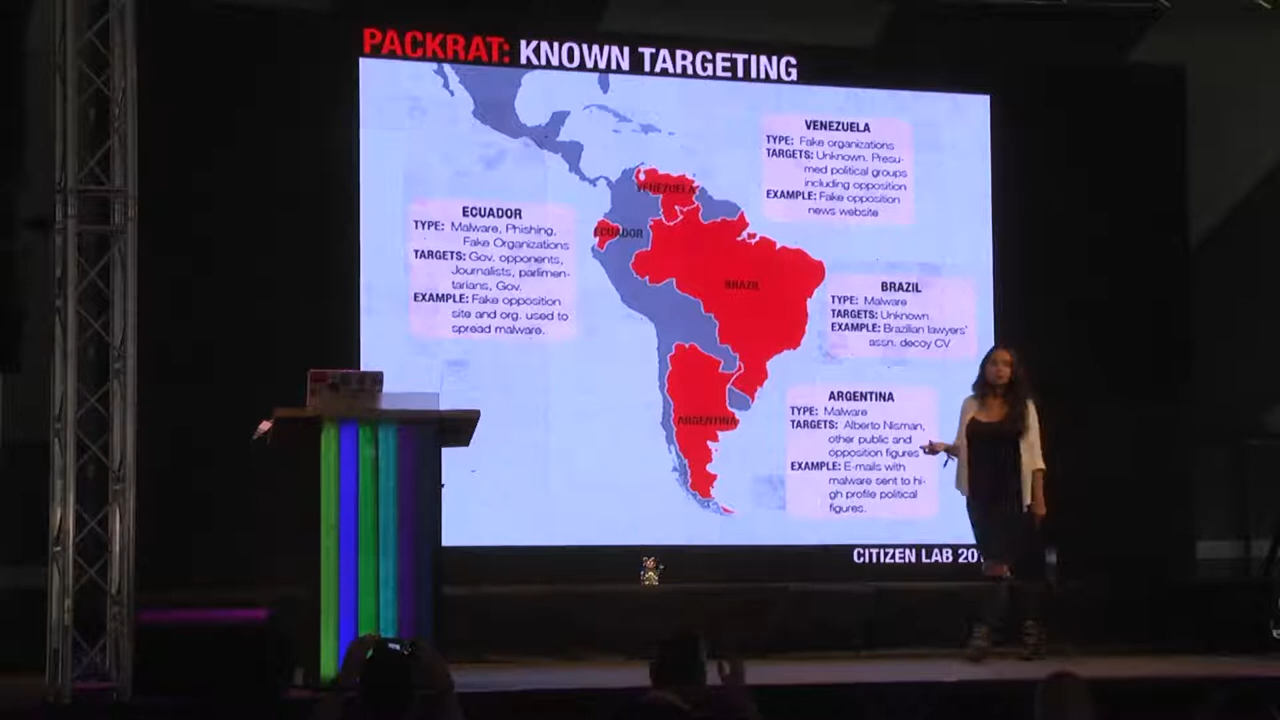 PACKRAT: KNOWN TARGETING
VENEZUELA
TYPE: Fake organizations
TARGETS: Unknown. Presu-
med political groups
including opposition
EXAMPLE: Fake opposition
news website
VENEZUELA
ECUADOR
TYPE: Malware, Phishing,
Fake Organizations
TARGETS: Gov. opponents,
Journalists, parlimen-
tarians, Gov.
EXAMPLE: Fake opposition
site and org. used to
spread malware.
ECUADOR
BRAZIL
BRAZIL
TYPE: Malware
TARGETS: Unknown
EXAMPLE: Brazilian lawyers'
assn. decoy CV
ARGENTINA
ARGENTINA
TYPE: Malware
TARGETS: Alberto Nisman,
other public and
opposition figures
EXAMPLE: E-mails with
malware sent to hi-
gh profile political
figures.
CITIZEN LAB 20